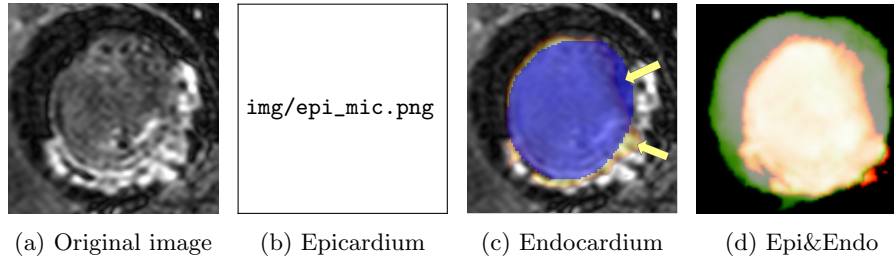 img/epi_mic.png
(a) Original image
(b) Epicardium
(c) Endocardium
(d) Epi&Endo